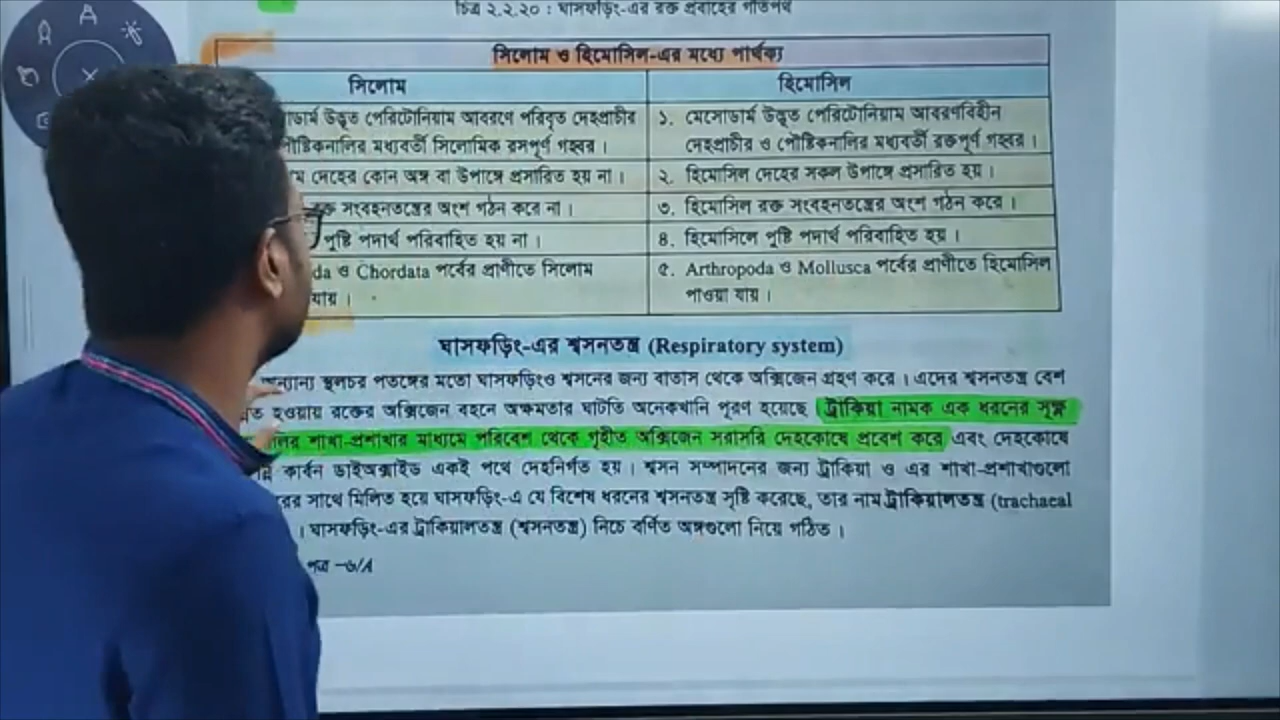 চিত্র ২.২.২০ : ঘাসফড়িং-এর রক্ত প্রবাহের গতিপথ
সিলোম ও হিমোসিল-এর মধ্যে পার্থক্য
সিলোম
হিমোসিল
উদ্ভূত পেরিটোনিয়াম আবরণে পরিবৃত দেহপ্রাচীর
মধ্যবর্তী সিলোমিক রসপূর্ণ গহ্বর।
১. মেসোডার্ম উদ্ভূত পেরিটোনিয়াম আবরণবিহীন
দেহপ্রাচীর ও পৌষ্টিকনালির মধ্যবর্তী রক্তপূর্ণ গহ্বর।
দেহের কোন অঙ্গ বা উপাঙ্গে প্রসারিত হয় না।
২. হিমোসিল দেহের সকল উপাঙ্গে প্রসারিত হয়।
রক্ত সংবহনতন্ত্রের অংশ গঠন করে না।
৩. হিমোসিল রক্ত সংবহনতন্ত্রের অংশ গঠন করে।
পুষ্টি পদার্থ পরিবাহিত হয় না।
৪. হিমোসিলে পুষ্টি পদার্থ পরিবাহিত হয়।
ও Chordata পর্বের প্রাণীতে সিলোম
যায়।
৫. Arthropoda ও Mollusca পর্বের প্রাণীতে হিমোসিল
পাওয়া যায়।
ঘাসফড়িং-এর শ্বসনতন্ত্র (Respiratory system)
অন্যান্য স্থলচর পতঙ্গের মতো ঘাসফড়িংও শ্বসনের জন্য বাতাস থেকে অক্সিজেন গ্রহণ করে। এদের শ্বসনতন্ত্র বেশ
হওয়ায় রক্তের অক্সিজেন বহনে অক্ষমতার ঘাটতি অনেকখানি পূরণ হয়েছে। ট্রাকিয়া নামক এক ধরনের সূক্ষ্ম
শাখা-প্রশাখার মাধ্যমে পরিবেশ থেকে গৃহীত অক্সিজেন সরাসরি দেহকোষে প্রবেশ করে এবং দেহকোষে
কার্বন ডাইঅক্সাইড একই পথে দেহনির্গত হয়। শ্বসন সম্পাদনের জন্য ট্রাকিয়া ও এর শাখা-প্রশাখাগুলো
সাথে মিলিত হয়ে ঘাসফড়িং-এ যে বিশেষ ধরনের শ্বসনতন্ত্র সৃষ্টি করেছে, তার নাম ট্রাকিয়ালতন্ত্র (trachaeal
। ঘাসফড়িং-এর ট্রাকিয়ালতন্ত্র (শ্বসনতন্ত্র) নিচে বর্ণিত অঙ্গগুলো নিয়ে গঠিত।
পত্র -৬/A